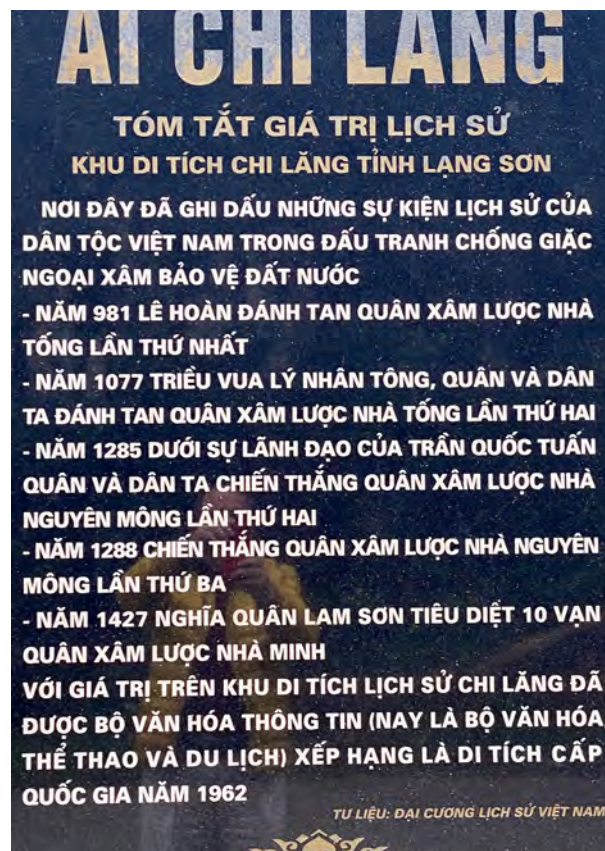 ẢI CHI LĂNG
TÓM TẮT GIÁ TRỊ LỊCH SỬ
KHU DI TÍCH CHI LĂNG TỈNH LẠNG SƠN
NƠI ĐÂY ĐÃ GHI DẤU NHỮNG SỰ KIỆN LỊCH SỬ CỦA
DÂN TỘC VIỆT NAM TRONG ĐẤU TRANH CHỐNG GIẶC
NGOẠI XÂM BẢO VỆ ĐẤT NƯỚC
- NĂM 981 LÊ HOÀN ĐÁNH TAN QUÂN XÂM LƯỢC NHÀ
TỐNG LẦN THỨ NHẤT
- NĂM 1077 TRIỀU VUA LÝ NHÂN TÔNG, QUÂN VÀ DÂN
TA ĐÁNH TAN QUÂN XÂM LƯỢC NHÀ TỐNG LẦN THỨ HAI
- NĂM 1285 DƯỚI SỰ LÃNH ĐẠO CỦA TRẦN QUỐC TUẤN
QUÂN VÀ DÂN TA CHIẾN THẮNG QUÂN XÂM LƯỢC NHÀ
NGUYÊN MÔNG LẦN THỨ HAI
- NĂM 1288 CHIẾN THẮNG QUÂN XÂM LƯỢC NHÀ NGUYÊN
MÔNG LẦN THỨ BA
- NĂM 1427 NGHĨA QUÂN LAM SƠN TIÊU DIỆT 10 VẠN
QUÂN XÂM LƯỢC NHÀ MINH
VỚI GIÁ TRỊ TRÊN KHU DI TÍCH LỊCH SỬ CHI LĂNG ĐÃ
ĐƯỢC BỘ VĂN HÓA THÔNG TIN (NAY LÀ BỘ VĂN HÓA
THỂ THAO VÀ DU LỊCH) XẾP HẠNG LÀ DI TÍCH CẤP
QUỐC GIA NĂM 1962
TƯ LIỆU: ĐẠI CƯƠNG LỊCH SỬ VIỆT NAM